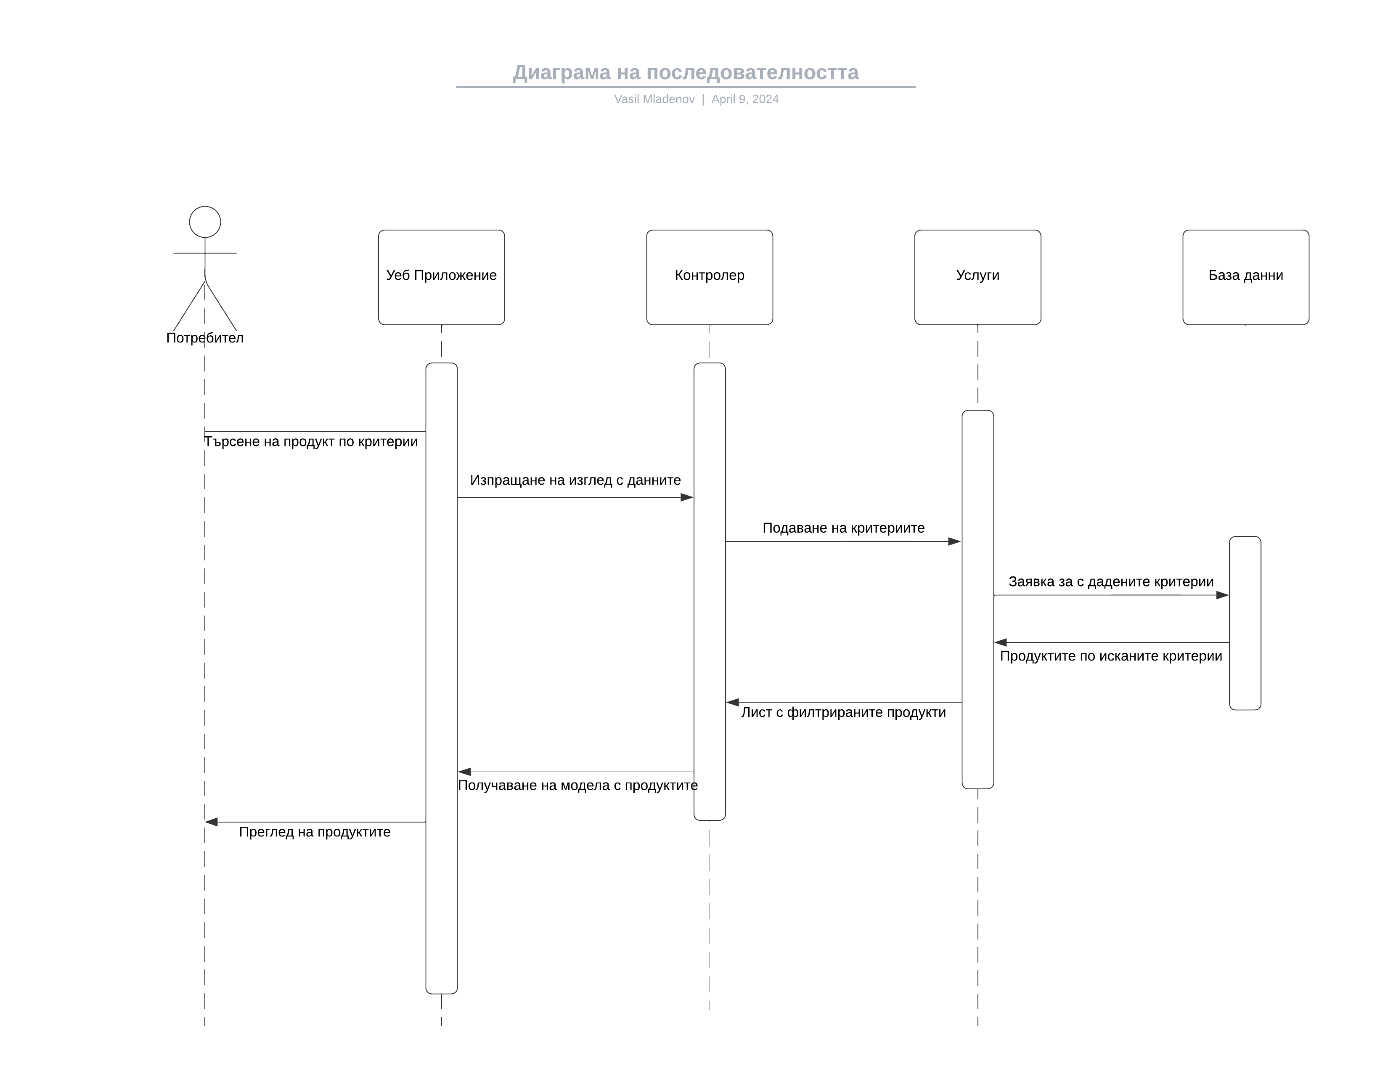 Диаграма на последователността
Vasil Mladenov | April 9, 2024
Потребител
Уеб Приложение
Контролер
Услуги
База данни
Търсене на продукт по критерии
Изпращане на изглед с данните
Подаване на критериите
Заявка за с дадените критерии
Продуктите по исканите критерии
Лист с филтрираните продукти
Получаване на модела с продуктите
Преглед на продуктите